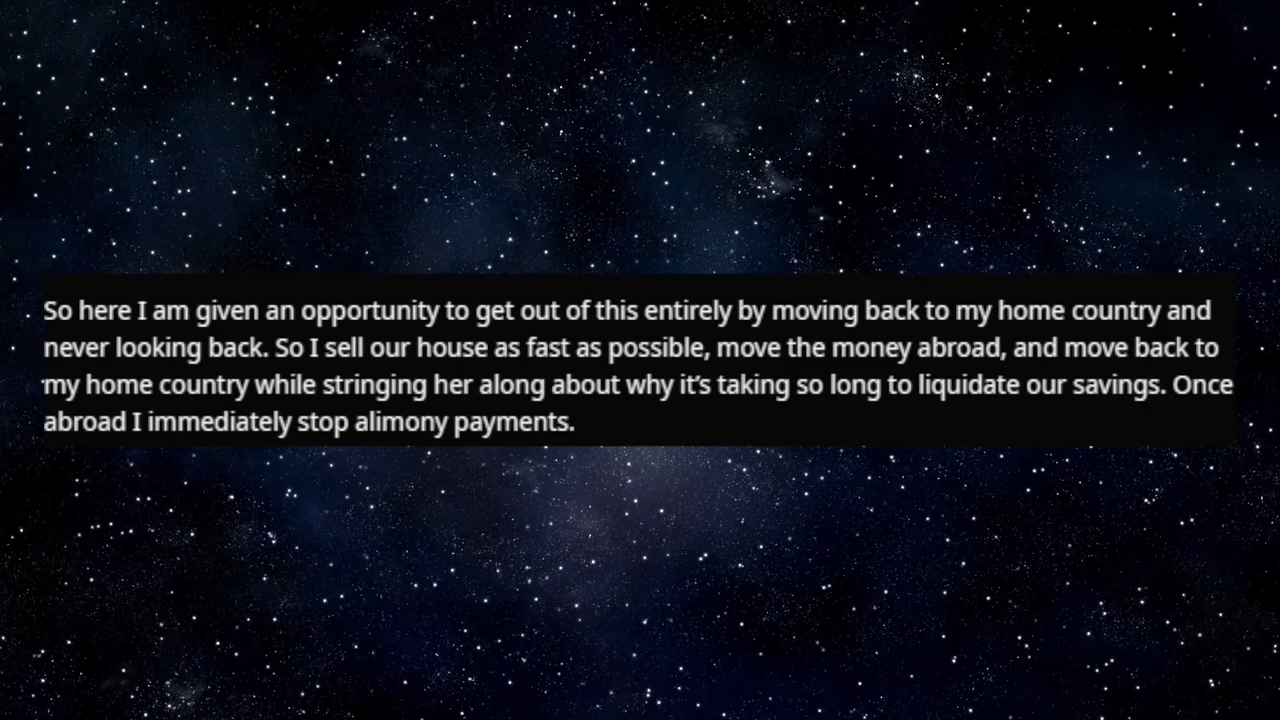 So here I am given an opportunity to get out of this entirely by moving back to my home country and
never looking back. So I sell our house as fast as possible, move the money abroad, and move back to
my home country while stringing her along about why it's taking so long to liquidate our savings. Once
abroad I immediately stop alimony payments.